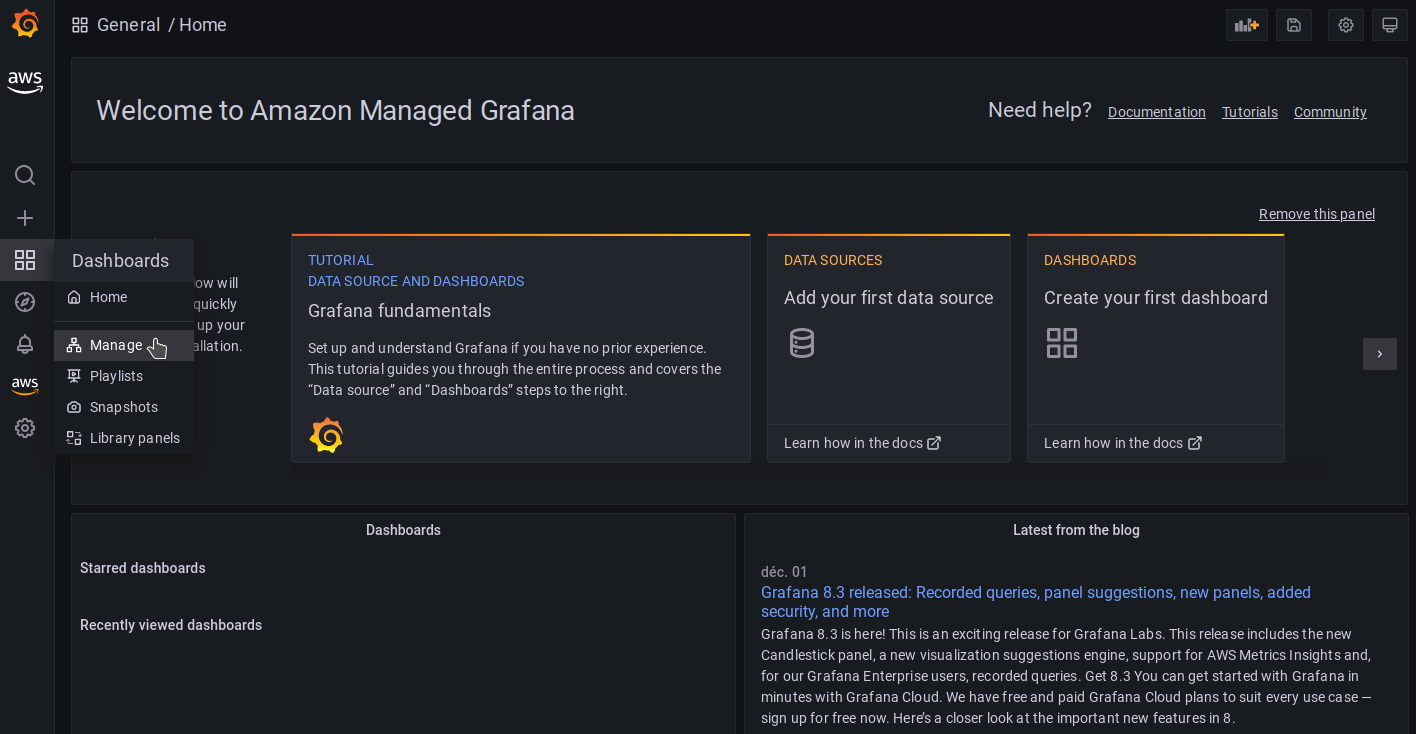 General / Home
aws
Welcome to Amazon Managed Grafana
Need help?
Documentation
Tutorials
Community
Remove this panel
Dashboards
Home
Manage
Playlists
Snapshots
Library panels
will
quickly
up your
TUTORIAL
DATA SOURCE AND DASHBOARDS
Grafana fundamentals
Set up and understand Grafana if you have no prior experience.
This tutorial guides you through the entire process and covers the
“Data source” and “Dashboards” steps to the right.
DATA SOURCES
Add your first data source
Learn how in the docs
DASHBOARDS
Create your first dashboard
Learn how in the docs
aws
Dashboards
Starred dashboards
Recently viewed dashboards
Latest from the blog
déc. 01
Grafana 8.3 released: Recorded queries, panel suggestions, new panels, added
security, and more
Grafana 8.3 is here! This is an exciting release for Grafana Labs. This release includes the new
Candlestick panel, a new visualization suggestions engine, support for AWS Metrics Insights and,
for our Grafana Enterprise users, recorded queries. Get 8.3 You can get started with Grafana in
minutes with Grafana Cloud. We have free and paid Grafana Cloud plans to suit every use case —
sign up for free now. Here’s a closer look at the important new features in 8.